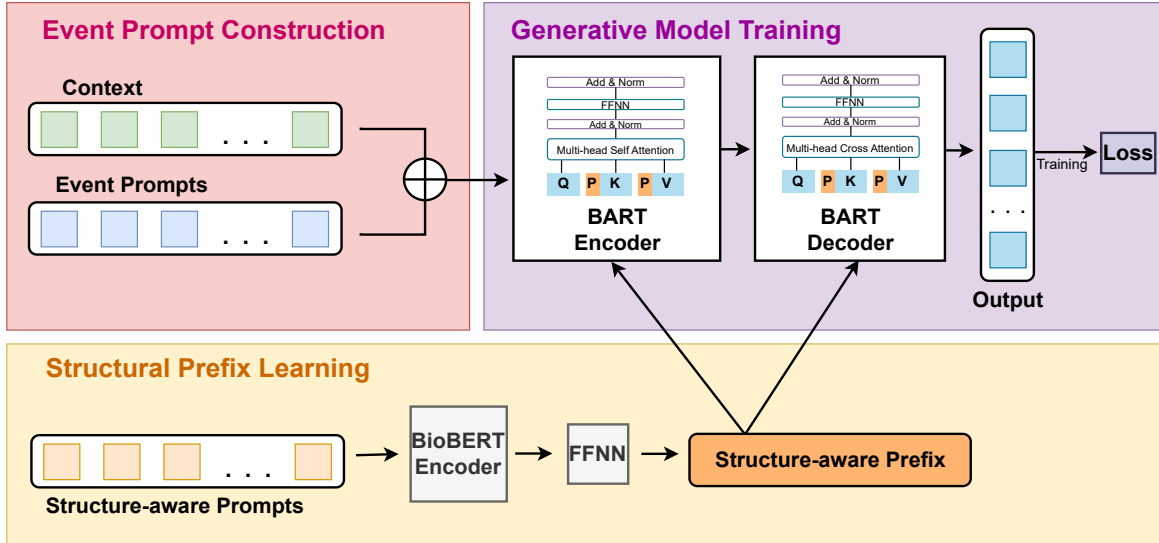 Event Prompt Construction
Context
. . .
Event Prompts
. . .
Generative Model Training
Add & Norm
FFNN
Add & Norm
Multi-head Self Attention
Q P K P V
BART
Encoder
Add & Norm
FFNN
Add & Norm
Multi-head Cross Attention
Q P K P V
BART
Decoder
. . .
Output
Training
Loss
Structural Prefix Learning
. . .
Structure-aware Prompts
BioBERT
Encoder
FFNN
Structure-aware Prefix